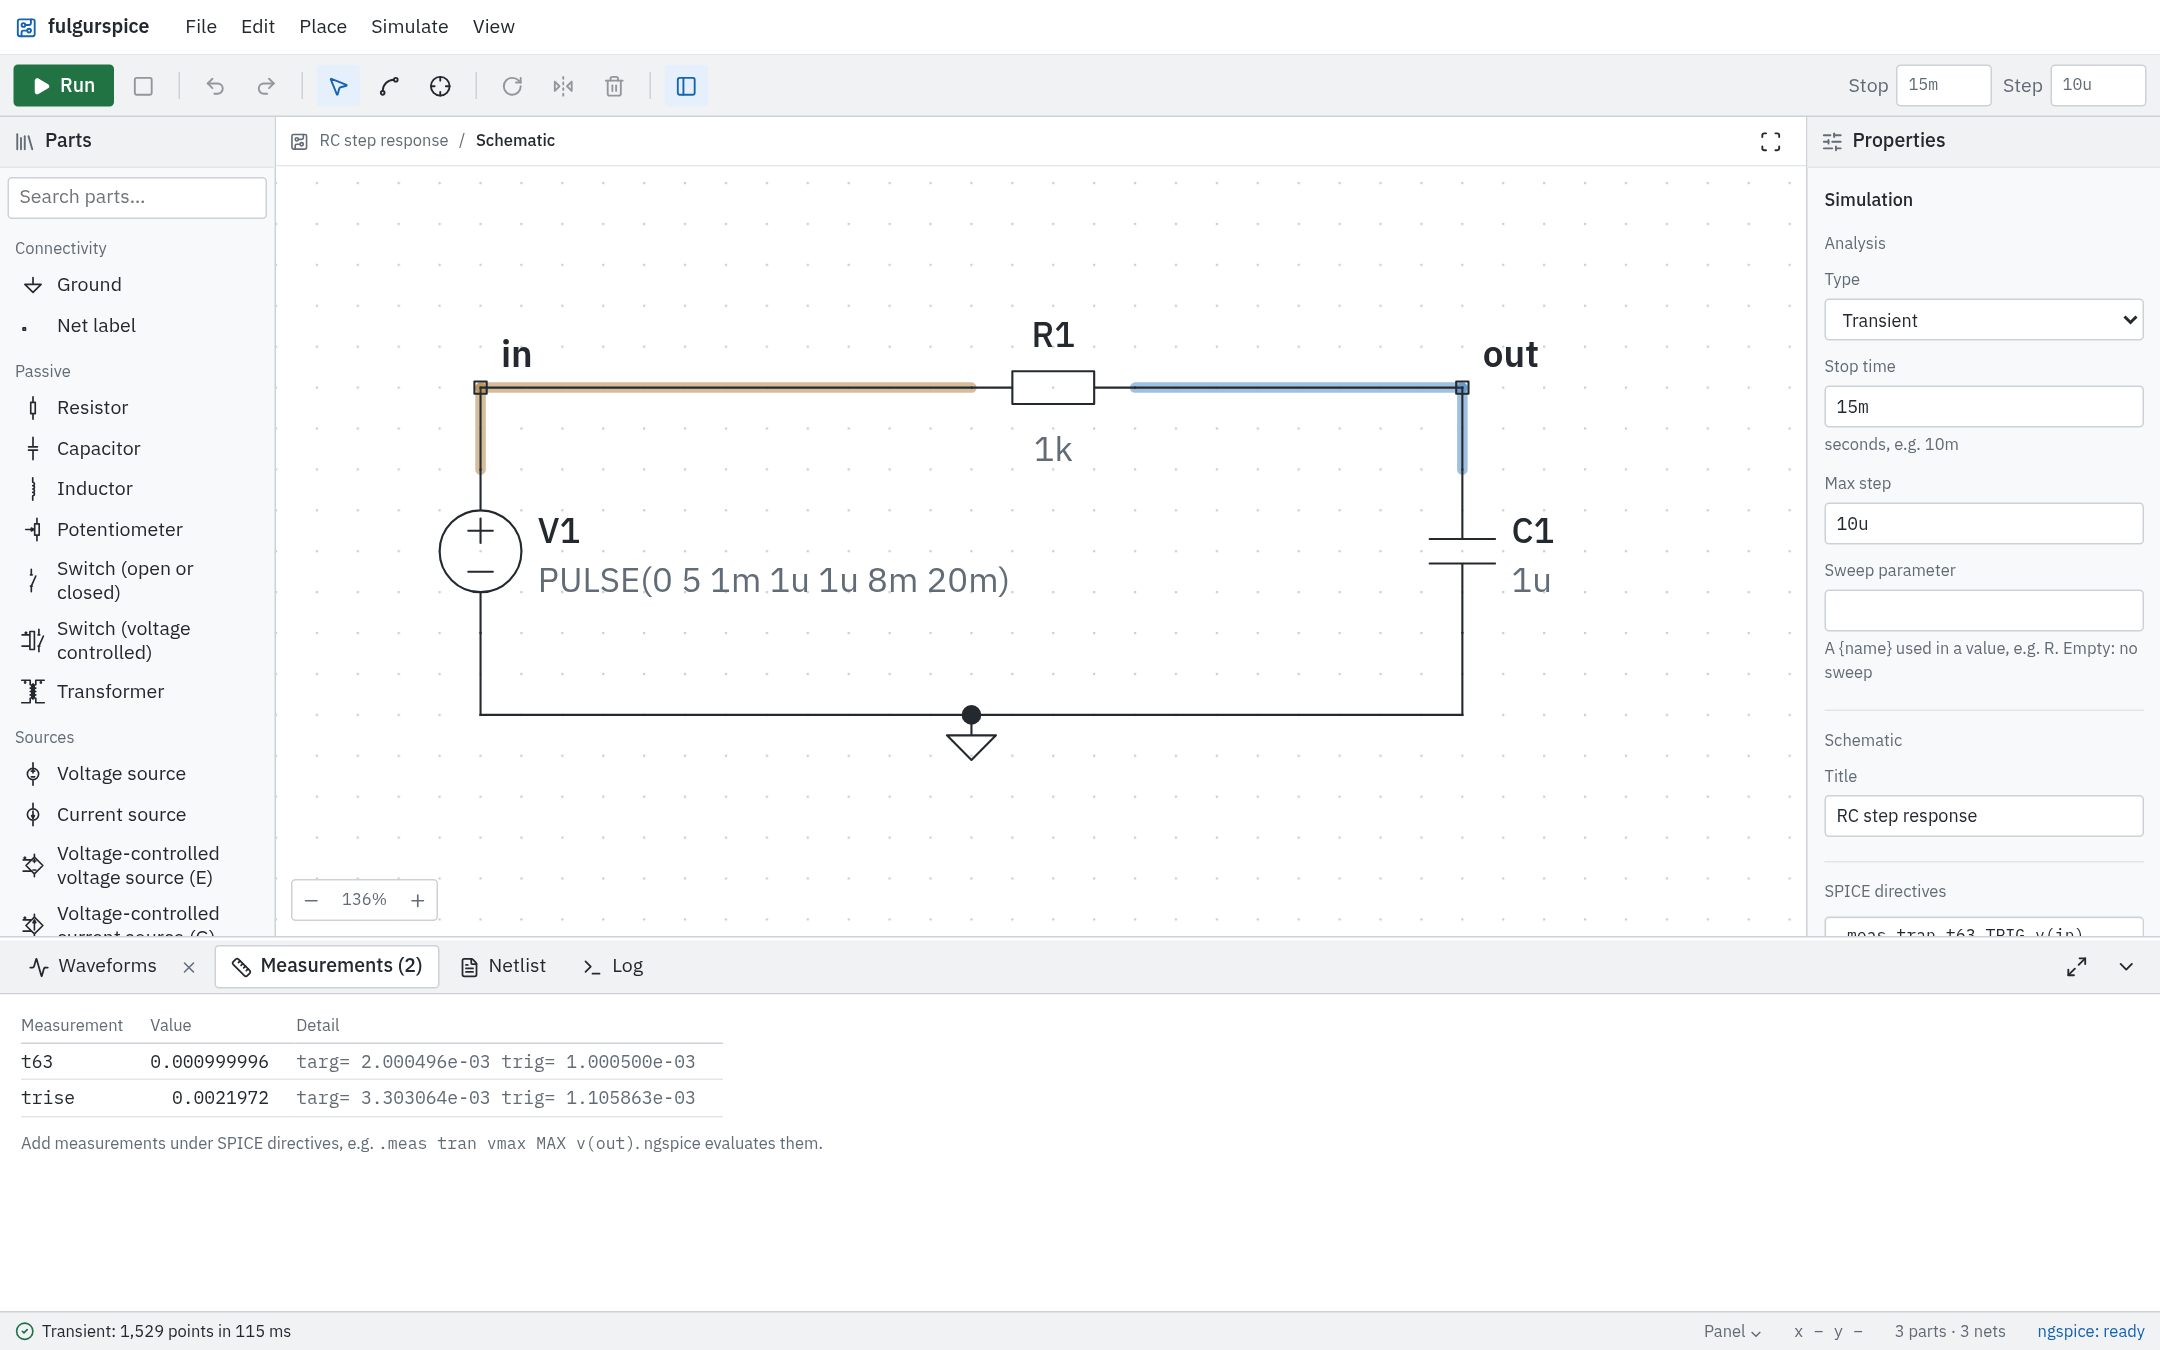 fulgurspice File Edit Place Simulate View
Run Stop 15m Step 10u
Parts
Search parts...
Connectivity
Ground
Net label
Passive
Resistor
Capacitor
Inductor
Potentiometer
Switch (open or
closed)
Switch (voltage
controlled)
Transformer
Sources
Voltage source
Current source
Voltage-controlled
voltage source (E)
Voltage-controlled
current source (G)
RC step response / Schematic
in
R1
out
1k
V1
PULSE(0 5 1m 1u 1u 8m 20m)
C1
1u
136%
Properties
Simulation
Analysis
Type
Transient
Stop time
15m
seconds, e.g. 10m
Max step
10u
Sweep parameter
A {name} used in a value, e.g. R. Empty: no
sweep
Schematic
Title
RC step response
SPICE directives
.meas tran t63 TRIG v(in)
Waveforms Measurements (2) Netlist Log
Measurement Value Detail
t63 0.000999996 targ= 2.000496e-03 trig= 1.000500e-03
trise 0.0021972 targ= 3.303064e-03 trig= 1.105863e-03
Add measurements under SPICE directives, e.g. .meas tran vmax MAX v(out). ngspice evaluates them.
Transient: 1,529 points in 115 ms Panel x – y – 3 parts · 3 nets ngspice: ready